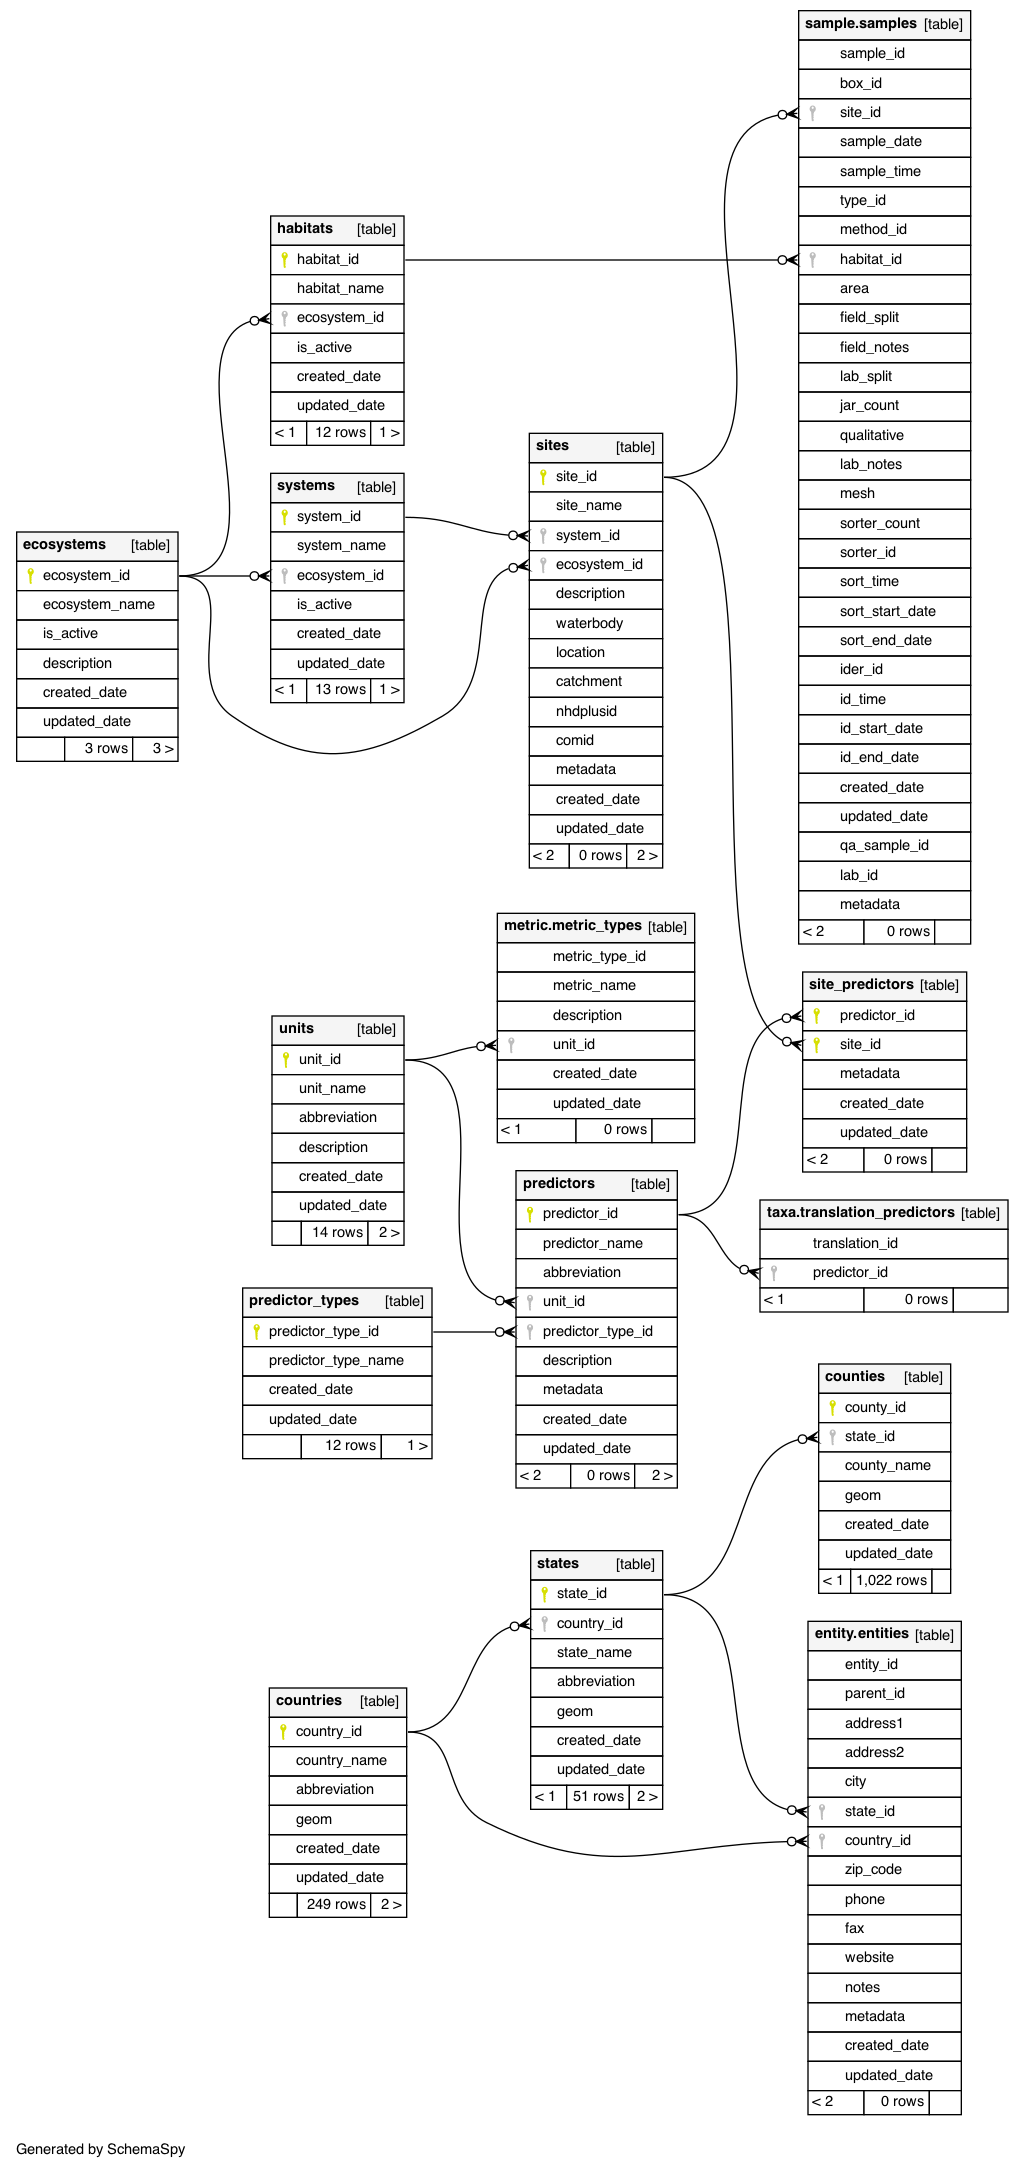 sample.samples [table]
sample_id
box_id
site_id
sample_date
sample_time
type_id
method_id
habitat_id
area
field_split
field_notes
lab_split
jar_count
qualitative
lab_notes
mesh
sorter_count
sorter_id
sort_time
sort_start_date
sort_end_date
ider_id
id_time
id_start_date
id_end_date
created_date
updated_date
qa_sample_id
lab_id
metadata
< 2 0 rows
habitats [table]
habitat_id
habitat_name
ecosystem_id
is_active
created_date
updated_date
< 1 12 rows 1 >
systems [table]
system_id
system_name
ecosystem_id
is_active
created_date
updated_date
< 1 13 rows 1 >
ecosystems [table]
ecosystem_id
ecosystem_name
is_active
description
created_date
updated_date
3 rows 3 >
sites [table]
site_id
site_name
system_id
ecosystem_id
description
waterbody
location
catchment
nhdplusid
comid
metadata
created_date
updated_date
< 2 0 rows 2 >
metric.metric_types [table]
metric_type_id
metric_name
description
unit_id
created_date
updated_date
< 1 0 rows
site_predictors [table]
predictor_id
site_id
metadata
created_date
updated_date
< 2 0 rows
units [table]
unit_id
unit_name
abbreviation
description
created_date
updated_date
14 rows 2 >
predictors [table]
predictor_id
predictor_name
abbreviation
unit_id
predictor_type_id
description
metadata
created_date
updated_date
< 2 0 rows 2 >
taxa.translation_predictors [table]
translation_id
predictor_id
< 1 0 rows
predictor_types [table]
predictor_type_id
predictor_type_name
created_date
updated_date
12 rows 1 >
counties [table]
county_id
state_id
county_name
geom
created_date
updated_date
< 1 1,022 rows
states [table]
state_id
country_id
state_name
abbreviation
geom
created_date
updated_date
< 1 51 rows 2 >
entity.entities [table]
entity_id
parent_id
address1
address2
city
state_id
country_id
zip_code
phone
fax
website
notes
metadata
created_date
updated_date
< 2 0 rows
countries [table]
country_id
country_name
abbreviation
geom
created_date
updated_date
249 rows 2 >
Generated by SchemaSpy